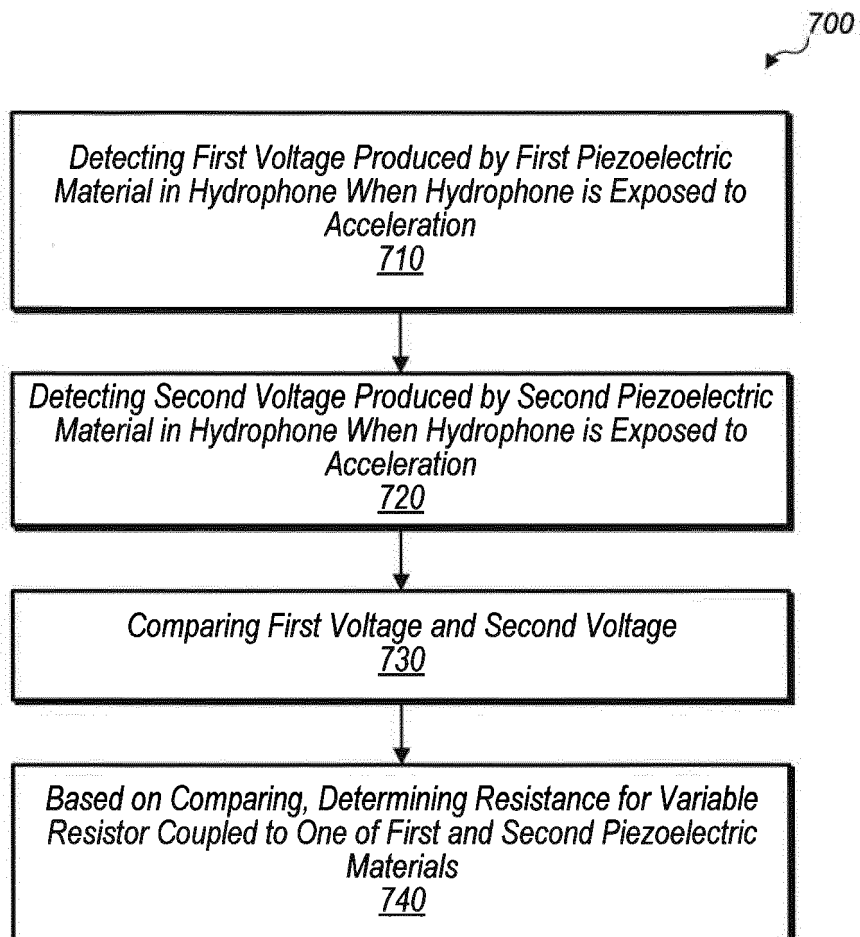 700
Detecting First Voltage Produced by First Piezoelectric
Material in Hydrophone When Hydrophone is Exposed to
Acceleration
710
Detecting Second Voltage Produced by Second Piezoelectric
Material in Hydrophone When Hydrophone is Exposed to
Acceleration
720
Comparing First Voltage and Second Voltage
730
Based on Comparing, Determining Resistance for Variable
Resistor Coupled to One of First and Second Piezoelectric
Materials
740